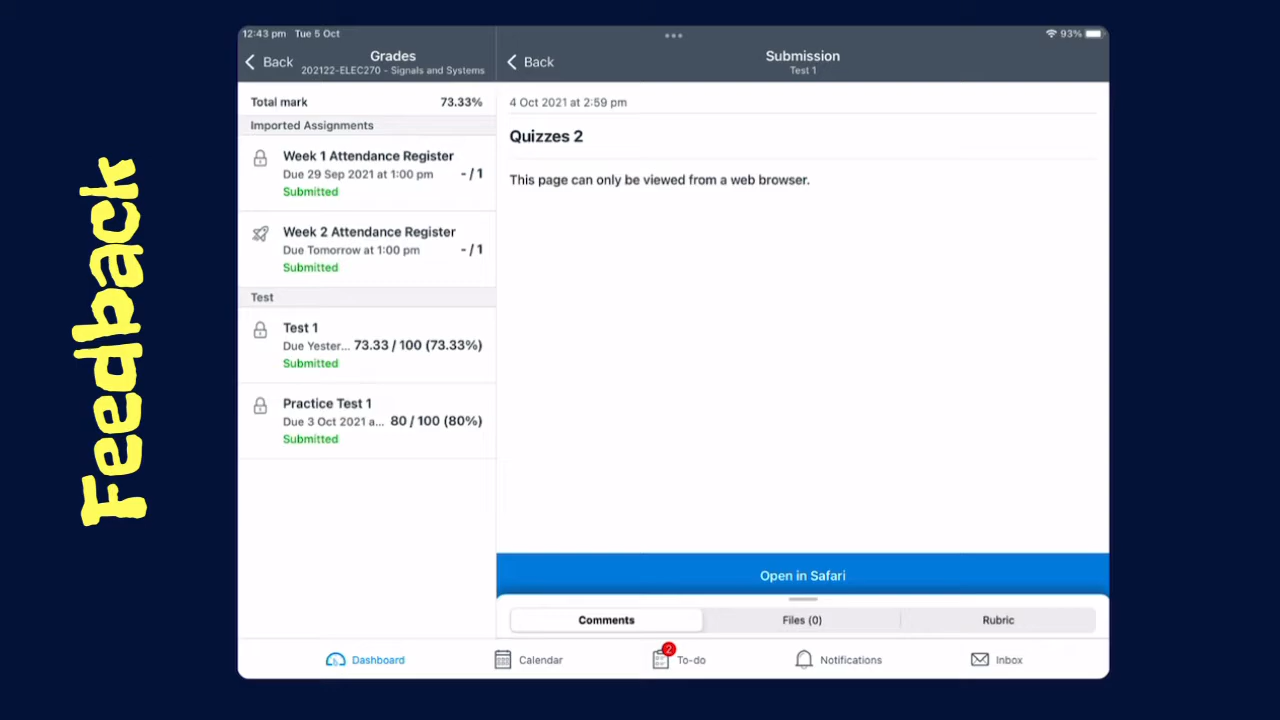 Feedback
12:43 pm Tue 5 Oct
93%
Back
Grades
202122-ELEC270 - Signals and Systems
Total mark 73.33%
Imported Assignments
Week 1 Attendance Register
Due 29 Sep 2021 at 1:00 pm - / 1
Submitted
Week 2 Attendance Register
Due Tomorrow at 1:00 pm - / 1
Submitted
Test
Test 1
Due Yester... 73.33 / 100 (73.33%)
Submitted
Practice Test 1
Due 3 Oct 2021 a... 80 / 100 (80%)
Submitted
Back
Submission
Test 1
4 Oct 2021 at 2:59 pm
Quizzes 2
This page can only be viewed from a web browser.
Open in Safari
Comments Files (0) Rubric
Dashboard Calendar 2 To-do Notifications Inbox